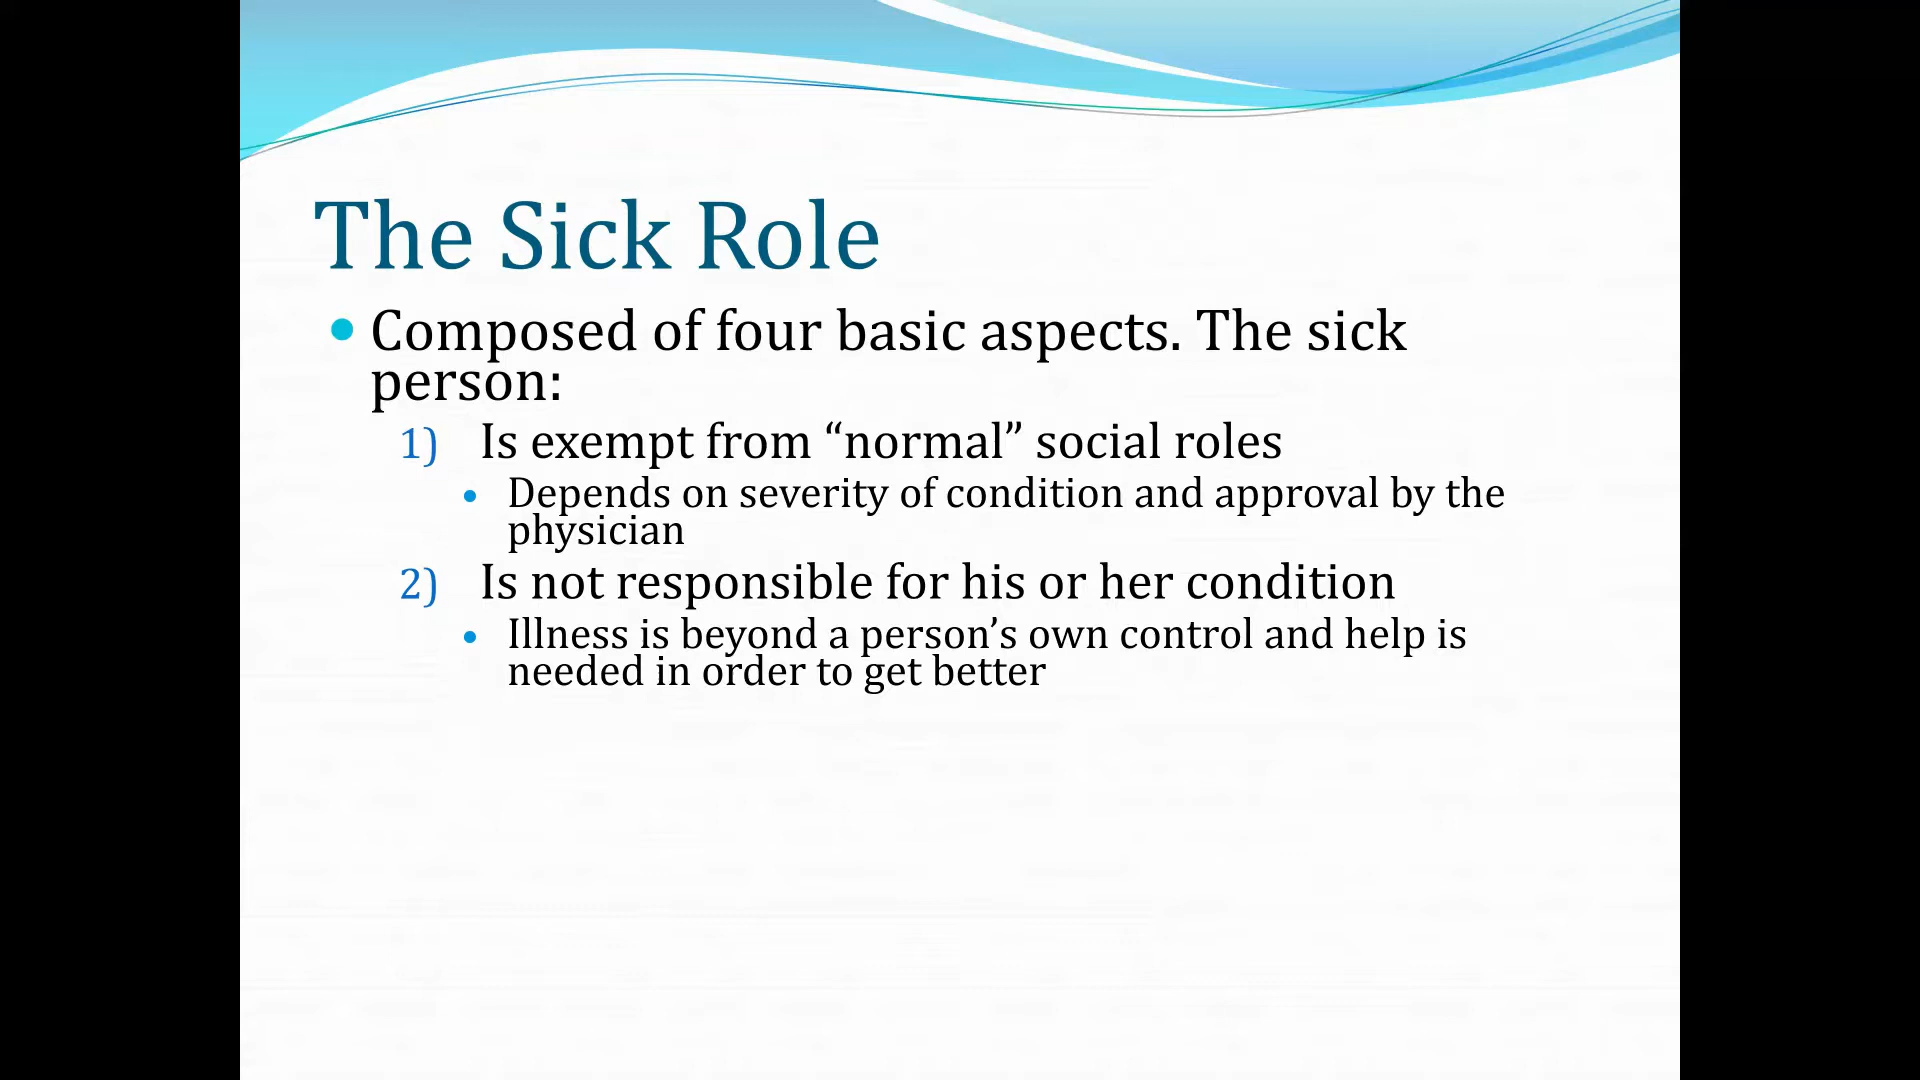 The Sick Role
• Composed of four basic aspects. The sick
person:
1) Is exempt from “normal” social roles
• Depends on severity of condition and approval by the
physician
2) Is not responsible for his or her condition
• Illness is beyond a person’s own control and help is
needed in order to get better